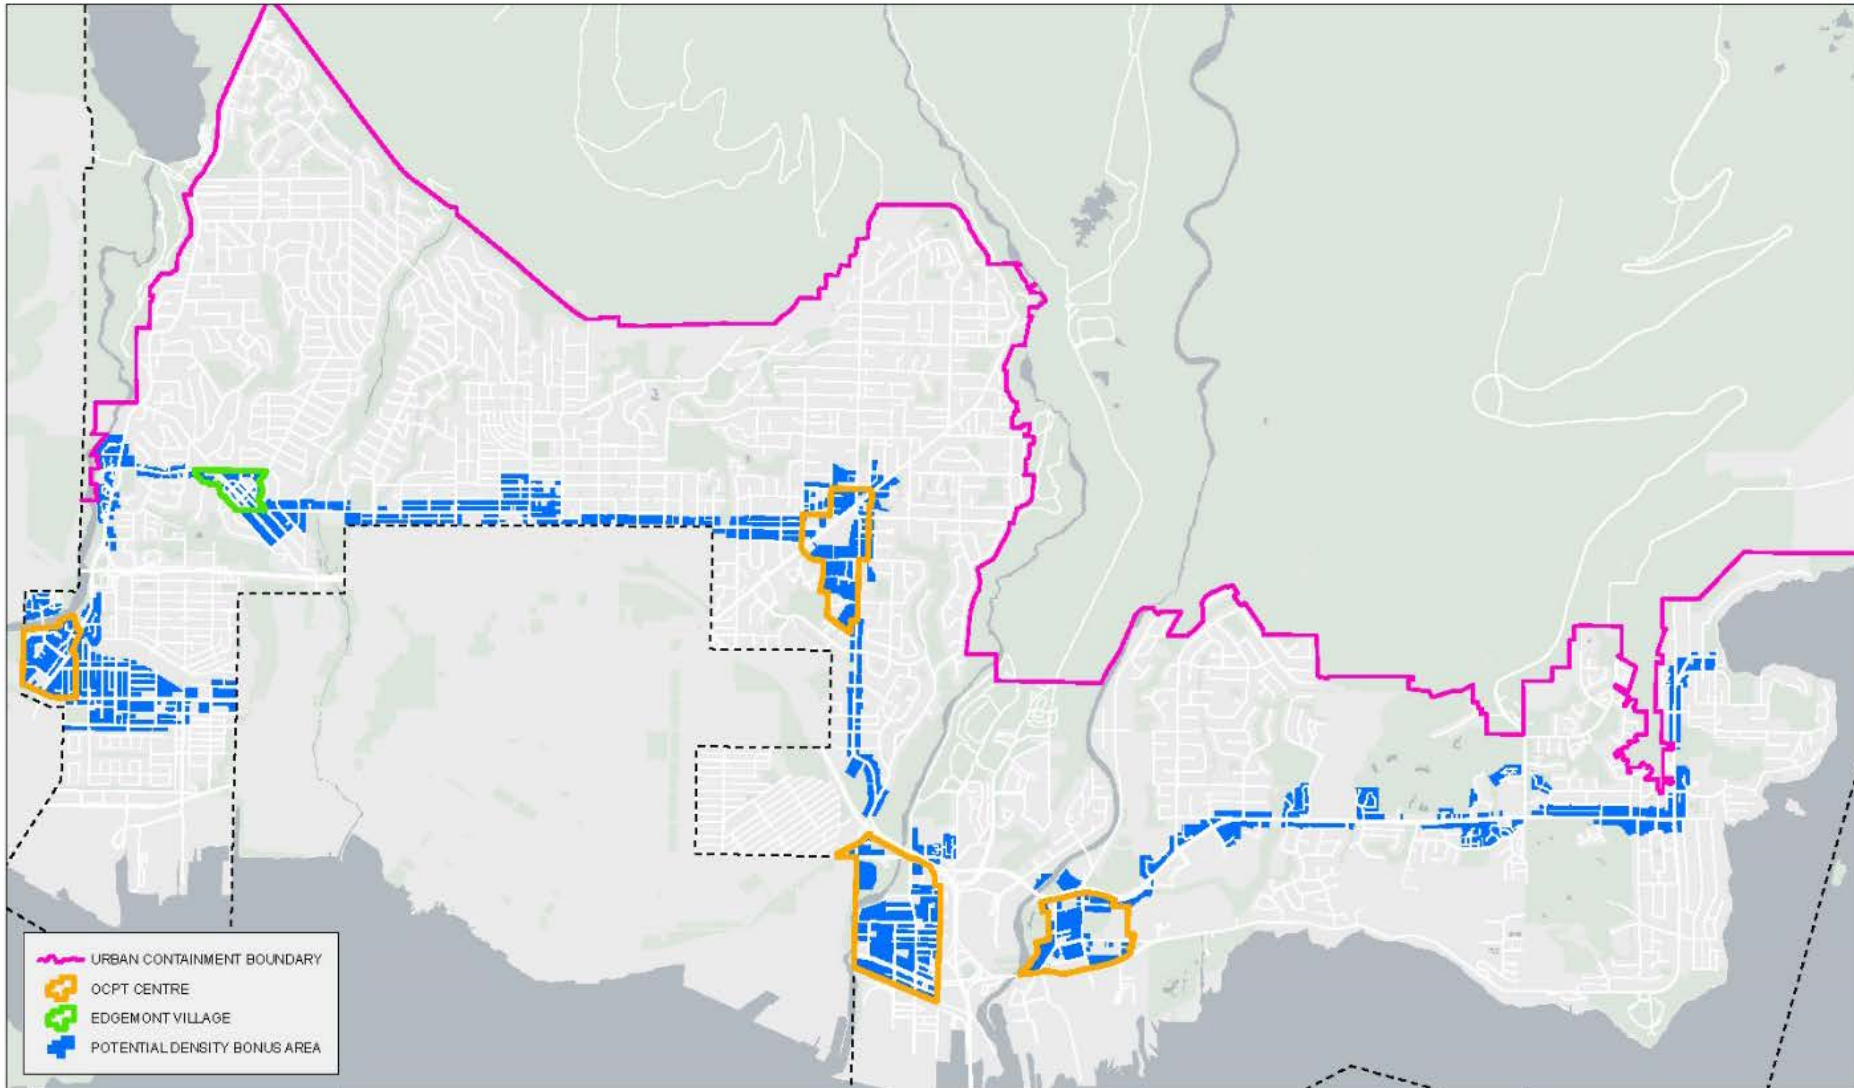 URBAN CONTAINMENT BOUNDARY
OCPT CENTRE
EDGEMONT VILLAGE
POTENTIAL DENSITY BONUS AREA